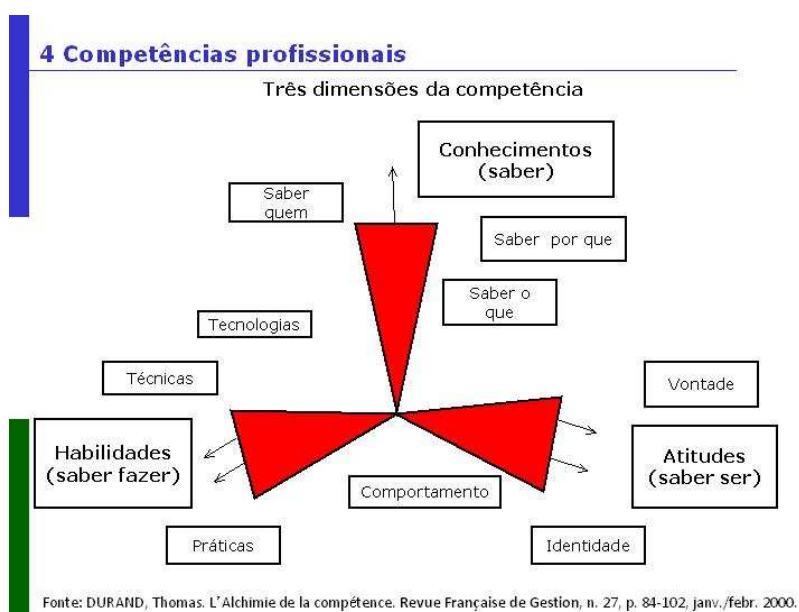 4 Competências profissionais
Três dimensões da competência
Conhecimentos
(saber)
Saber
quem
Saber por que
Saber o
que
Tecnologias
Técnicas
Vontade
Habilidades
(saber fazer)
Atitudes
(saber ser)
Comportamento
Práticas
Identidade
Fonte: DURAND, Thomas. L'Alchimie de la compétence. Revue Française de Gestion, n. 27, p. 84-102, janv./febr. 2000.